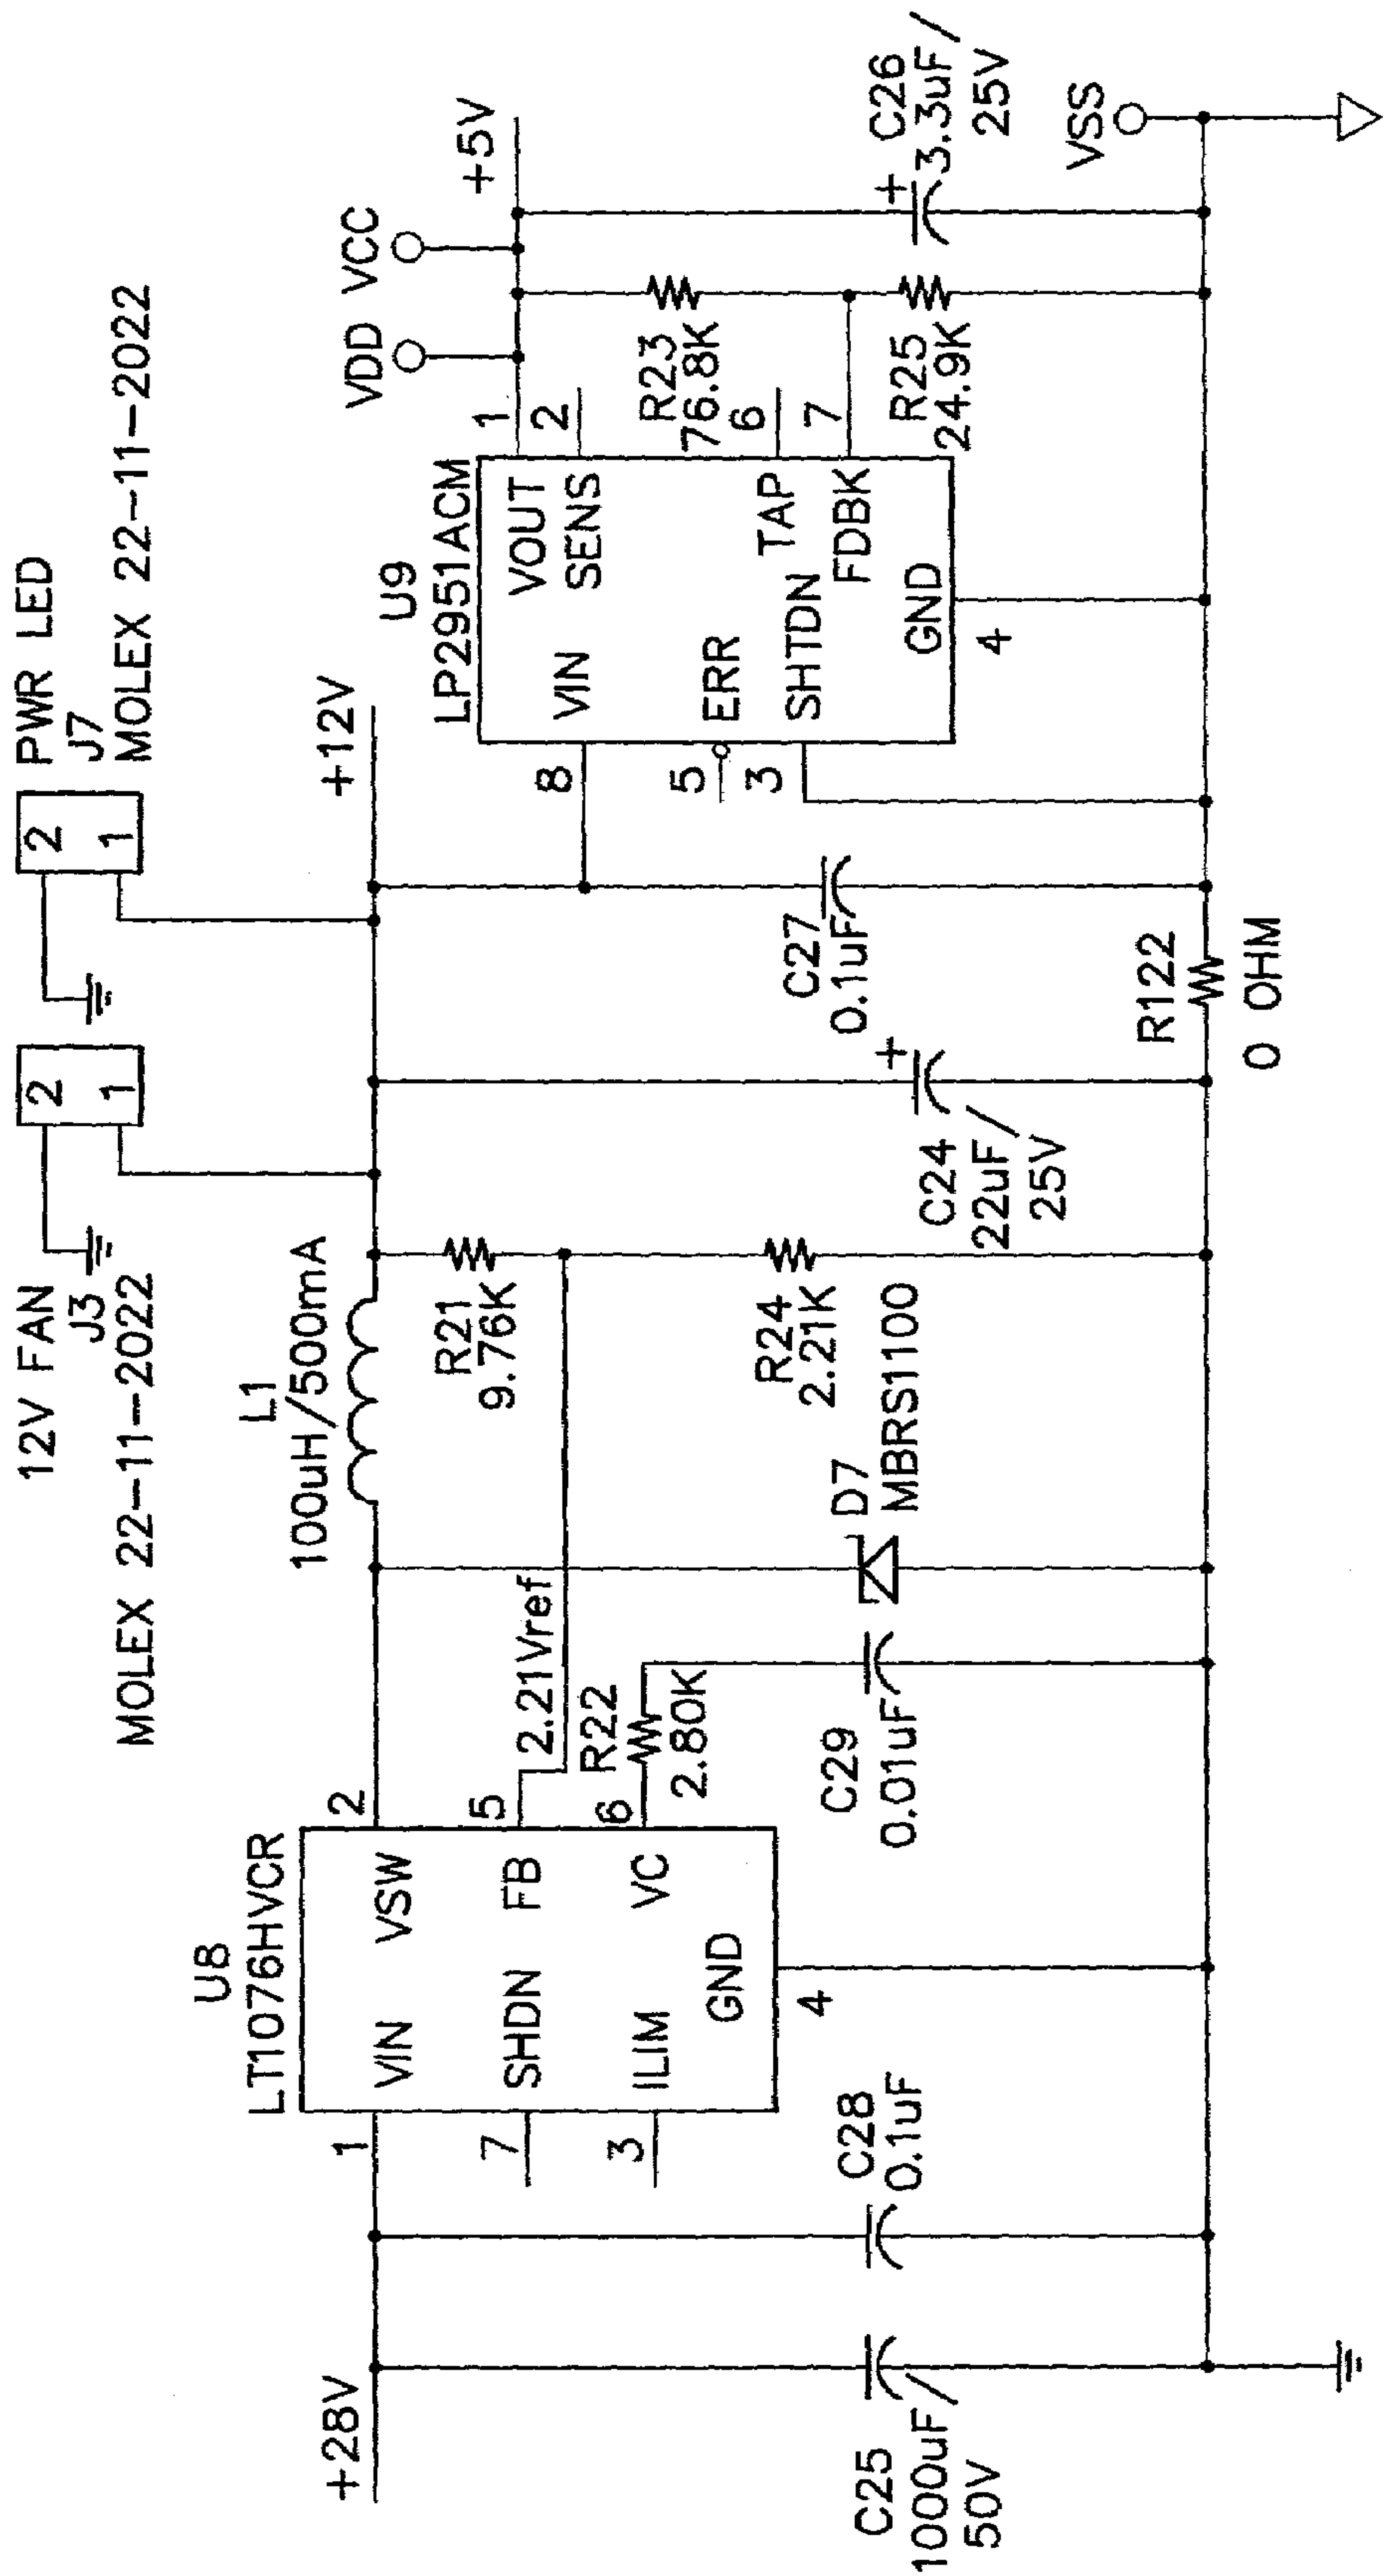 12V FAN
J3
MOLEX 22-11-2022
2
1
PWR LED
J7
MOLEX 22-11-2022
2
1
+28V
C25
1000uF/
50V
C28
0.1uF
U8
LT1076HVCR
1
7
3
VIN
VSW
SHDN
FB
ILIM
VC
GND
4
2
5
6
2.21Vref
R22
2.80K
C29
0.01uF
D7
MBRS1100
L1
100uH/500mA
R21
9.76K
R24
2.21K
C24
22uF/
25V
+
+12V
C27
0.1uF
R122
0 OHM
U9
LP2951ACM
8
5
3
VIN
VOUT
SENS
ERR
SHTDN
TAP
FDBK
GND
4
1
2
6
7
VDD
VCC
+5V
R23
76.8K
R25
24.9K
+
C26
3.3uF/
25V
VSS